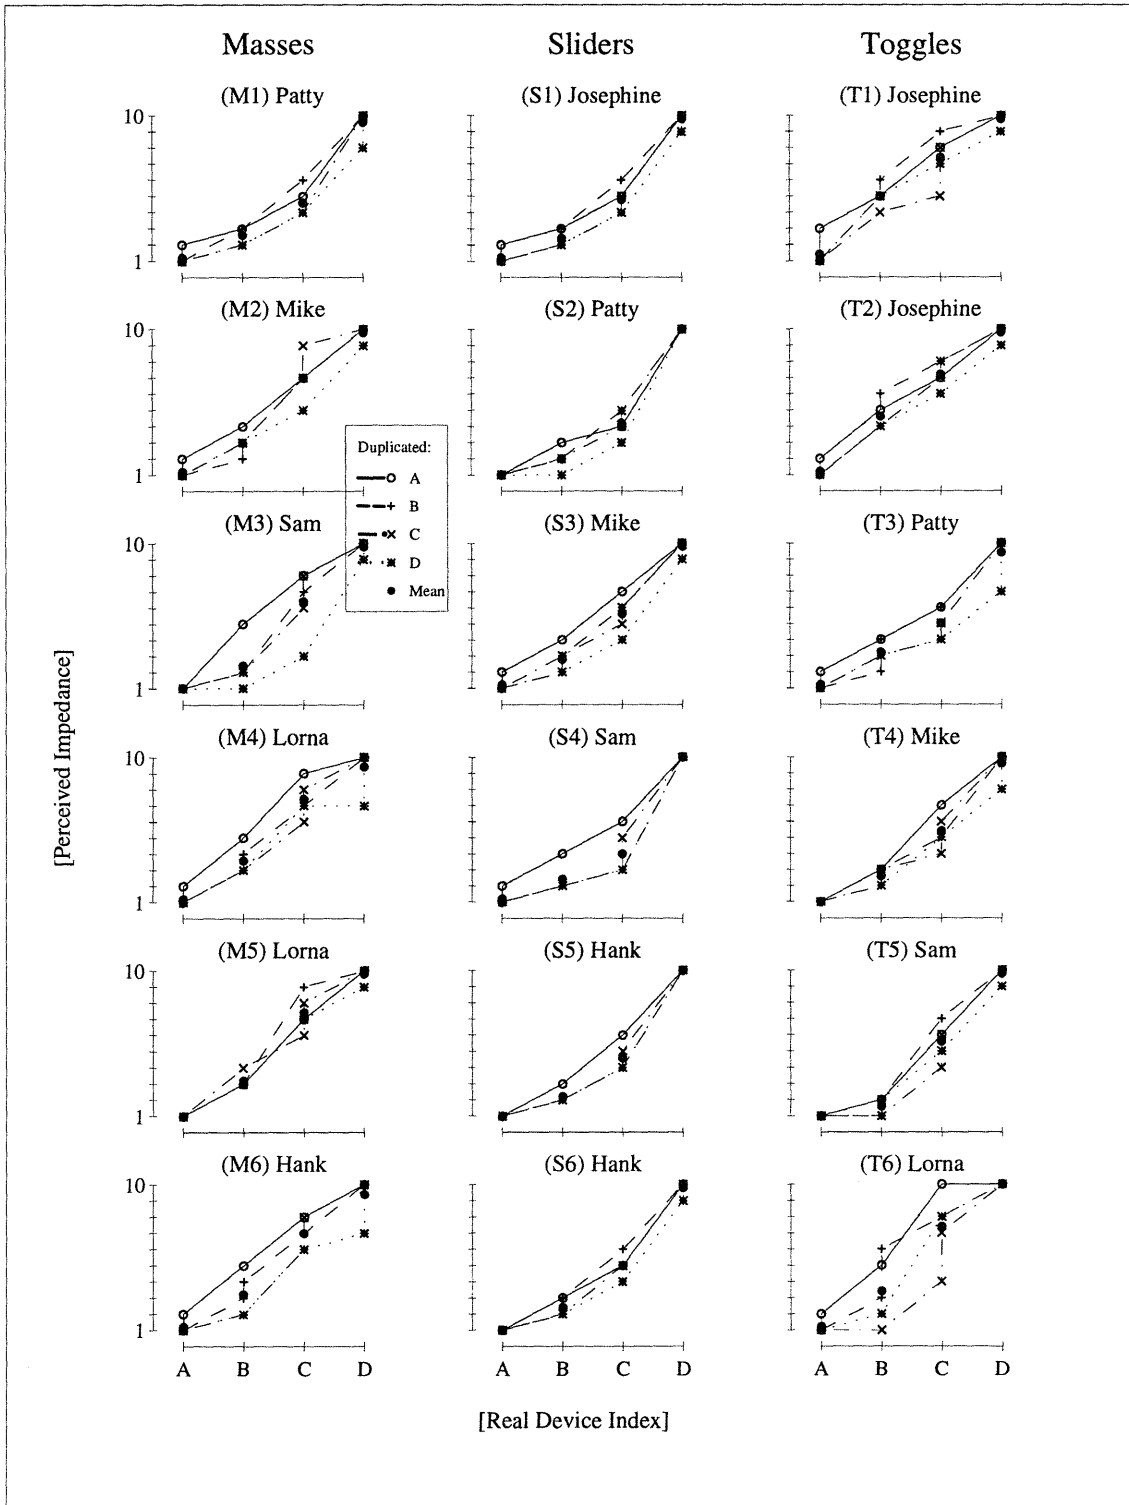 Masses Sliders Toggles
(M1) Patty (S1) Josephine (T1) Josephine
10
1
(M2) Mike (S2) Patty (T2) Josephine
10
1
Duplicated:
A
B
C
D
Mean
(M3) Sam (S3) Mike (T3) Patty
10
1
[Perceived Impedance]
(M4) Lorna (S4) Sam (T4) Mike
10
1
(M5) Lorna (S5) Hank (T5) Sam
10
1
(M6) Hank (S6) Hank (T6) Lorna
10
1
A B C D A B C D A B C D
[Real Device Index]